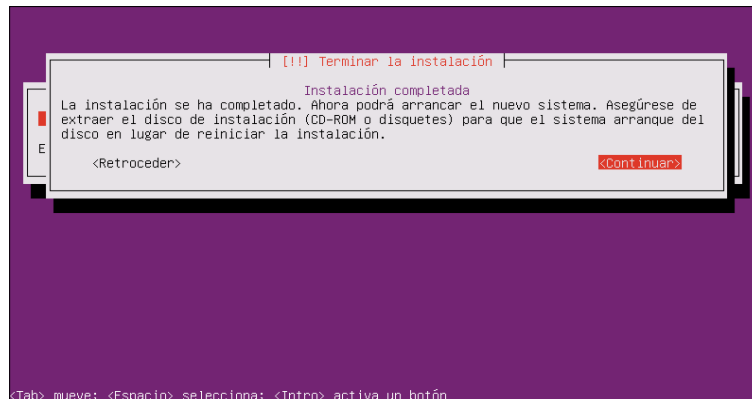 [!!] Terminar la instalación
Instalación completada
La instalación se ha completado. Ahora podrá arrancar el nuevo sistema. Asegúrese de
extraer el disco de instalación (CD-ROM o disquetes) para que el sistema arranque del
disco en lugar de reiniciar la instalación.
E
<Retroceder> <Continuar>
<Tab> mueve; <Espacio> selecciona; <Intro> activa un botón